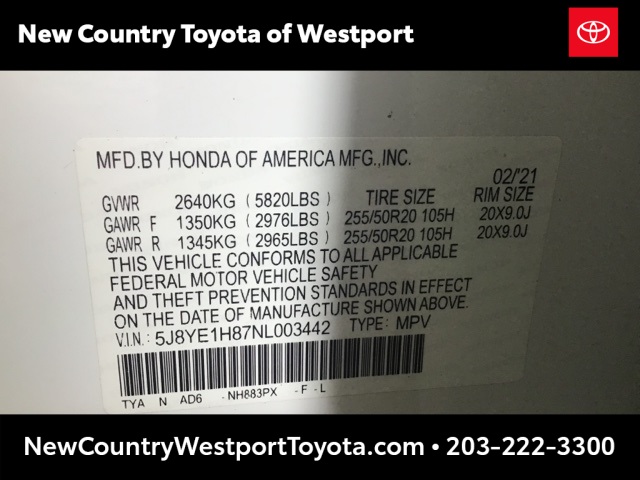 New Country Toyota of Westport
MFD.BY HONDA OF AMERICA MFG.,INC.
02/'21
GVWR 2640KG (5820LBS) TIRE SIZE RIM SIZE
GAWR F 1350KG (2976LBS) 255/50R20 105H 20X9.0J
GAWR R 1345KG (2965LBS) 255/50R20 105H 20X9.0J
THIS VEHICLE CONFORMS TO ALL APPLICABLE
FEDERAL MOTOR VEHICLE SAFETY
AND THEFT PREVENTION STANDARDS IN EFFECT
ON THE DATE OF MANUFACTURE SHOWN ABOVE.
V.I.N.: 5J8YE1H87NL003442 TYPE: MPV
TYA N AD6 -NH883PX -F -L
NewCountryWestportToyota.com • 203-222-3300